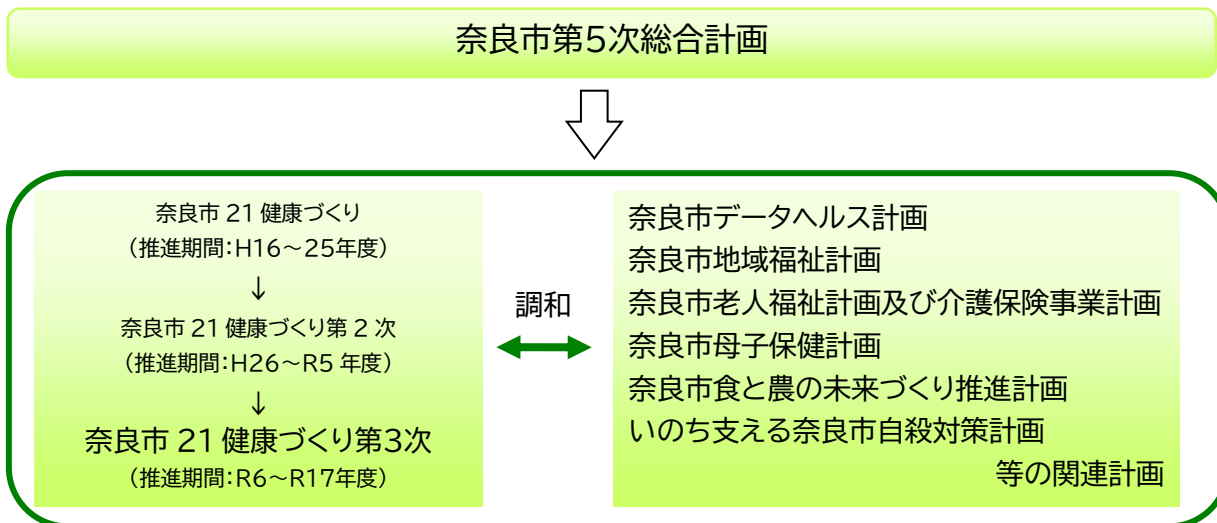 奈良市第5次総合計画
奈良市 21 健康づくり
（推進期間：H16～25年度）
↓
奈良市 21 健康づくり第 2 次
（推進期間：H26～R5 年度）
↓
奈良市 21 健康づくり第3次
（推進期間：R6～R17年度）
調和
奈良市データヘルス計画
奈良市地域福祉計画
奈良市老人福祉計画及び介護保険事業計画
奈良市母子保健計画
奈良市食と農の未来づくり推進計画
いのち支える奈良市自殺対策計画
等の関連計画